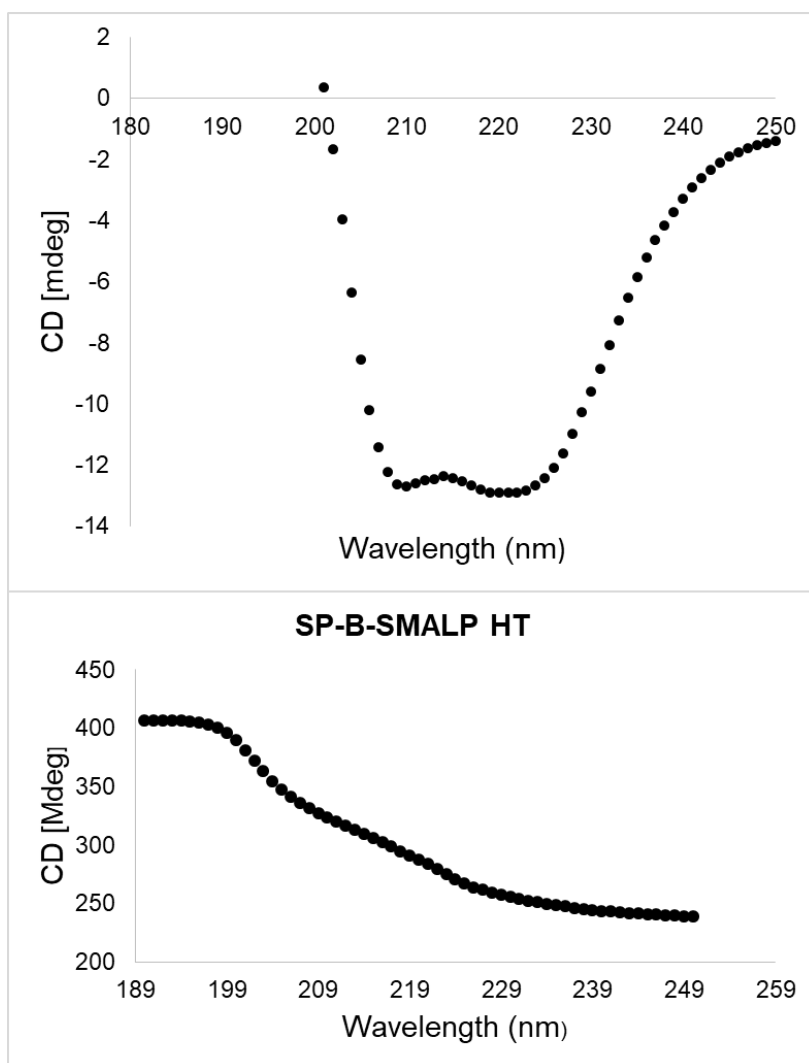 2
0
180 190 200 210 220 230 240 250
-2
-4
-6
-8
-10
-12
-14
CD [mdeg]
Wavelength (nm)
SP-B-SMALP HT
450
400
350
300
250
200
CD [Mdeg]
189 199 209 219 229 239 249 259
Wavelength (nm)